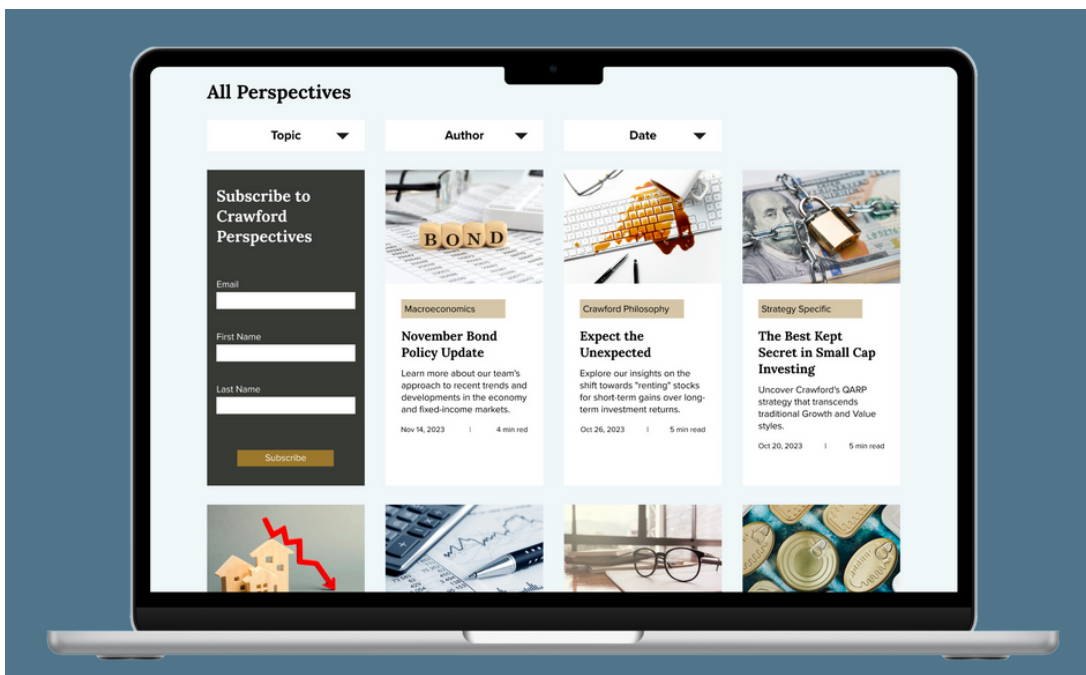 All Perspectives
Topic
Author
Date
Subscribe to
Crawford
Perspectives
Email
First Name
Last Name
Subscribe
BOND
Macroeconomics
November Bond
Policy Update
Learn more about our team's
approach to recent trends and
developments in the economy
and fixed-income markets.
Nov 14, 2023 | 4 min red
Crawford Philosophy
Expect the
Unexpected
Explore our insights on the
shift towards "renting" stocks
for short-term gains over long-
term investment returns.
Oct 26, 2023 | 5 min read
Strategy Specific
The Best Kept
Secret in Small Cap
Investing
Uncover Crawford's QARP
strategy that transcends
traditional Growth and Value
styles.
Oct 20, 2023 | 5 min read